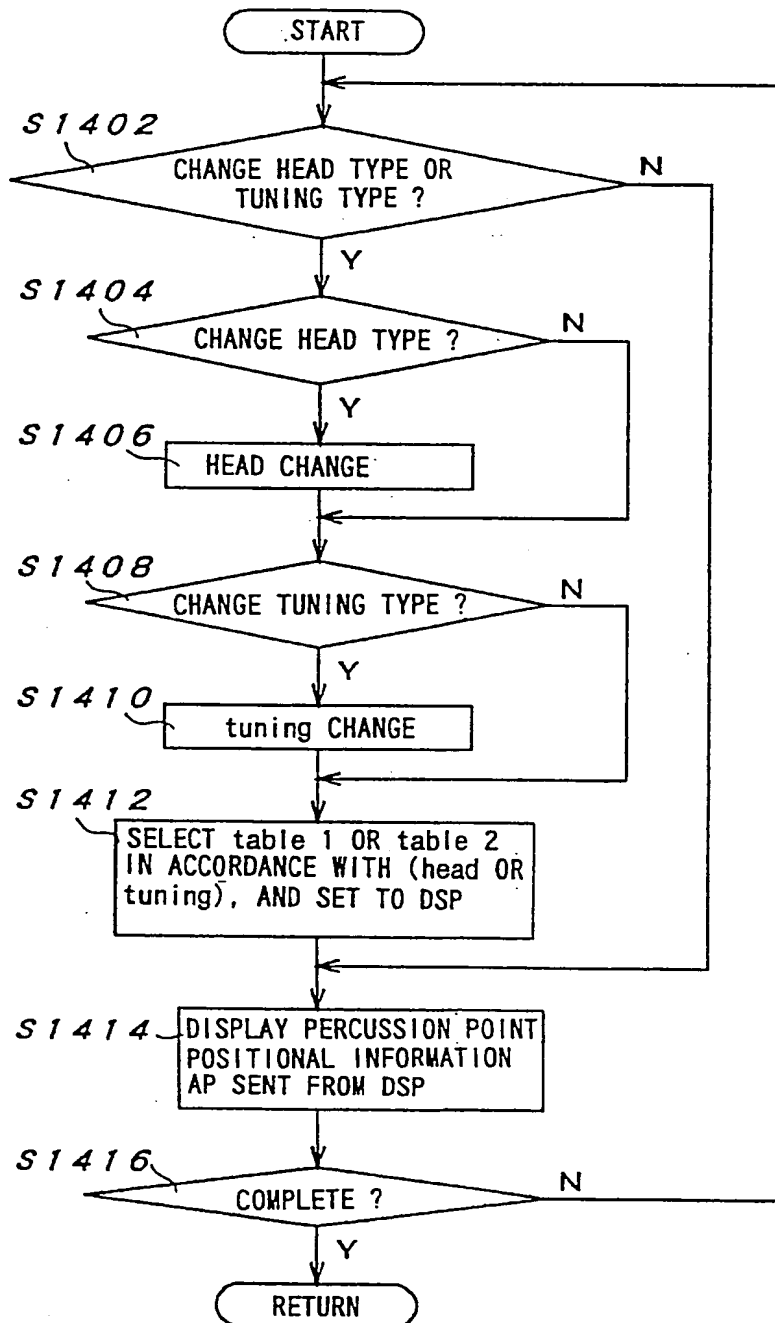 START
S1402
CHANGE HEAD TYPE OR
TUNING TYPE ?
N
Y
S1404
CHANGE HEAD TYPE ?
N
Y
S1406
HEAD CHANGE
S1408
CHANGE TUNING TYPE ?
N
Y
S1410
tuning CHANGE
S1412
SELECT table 1 OR table 2
IN ACCORDANCE WITH (head OR
tuning), AND SET TO DSP
S1414
DISPLAY PERCUSSION POINT
POSITIONAL INFORMATION
AP SENT FROM DSP
S1416
COMPLETE ?
N
Y
RETURN